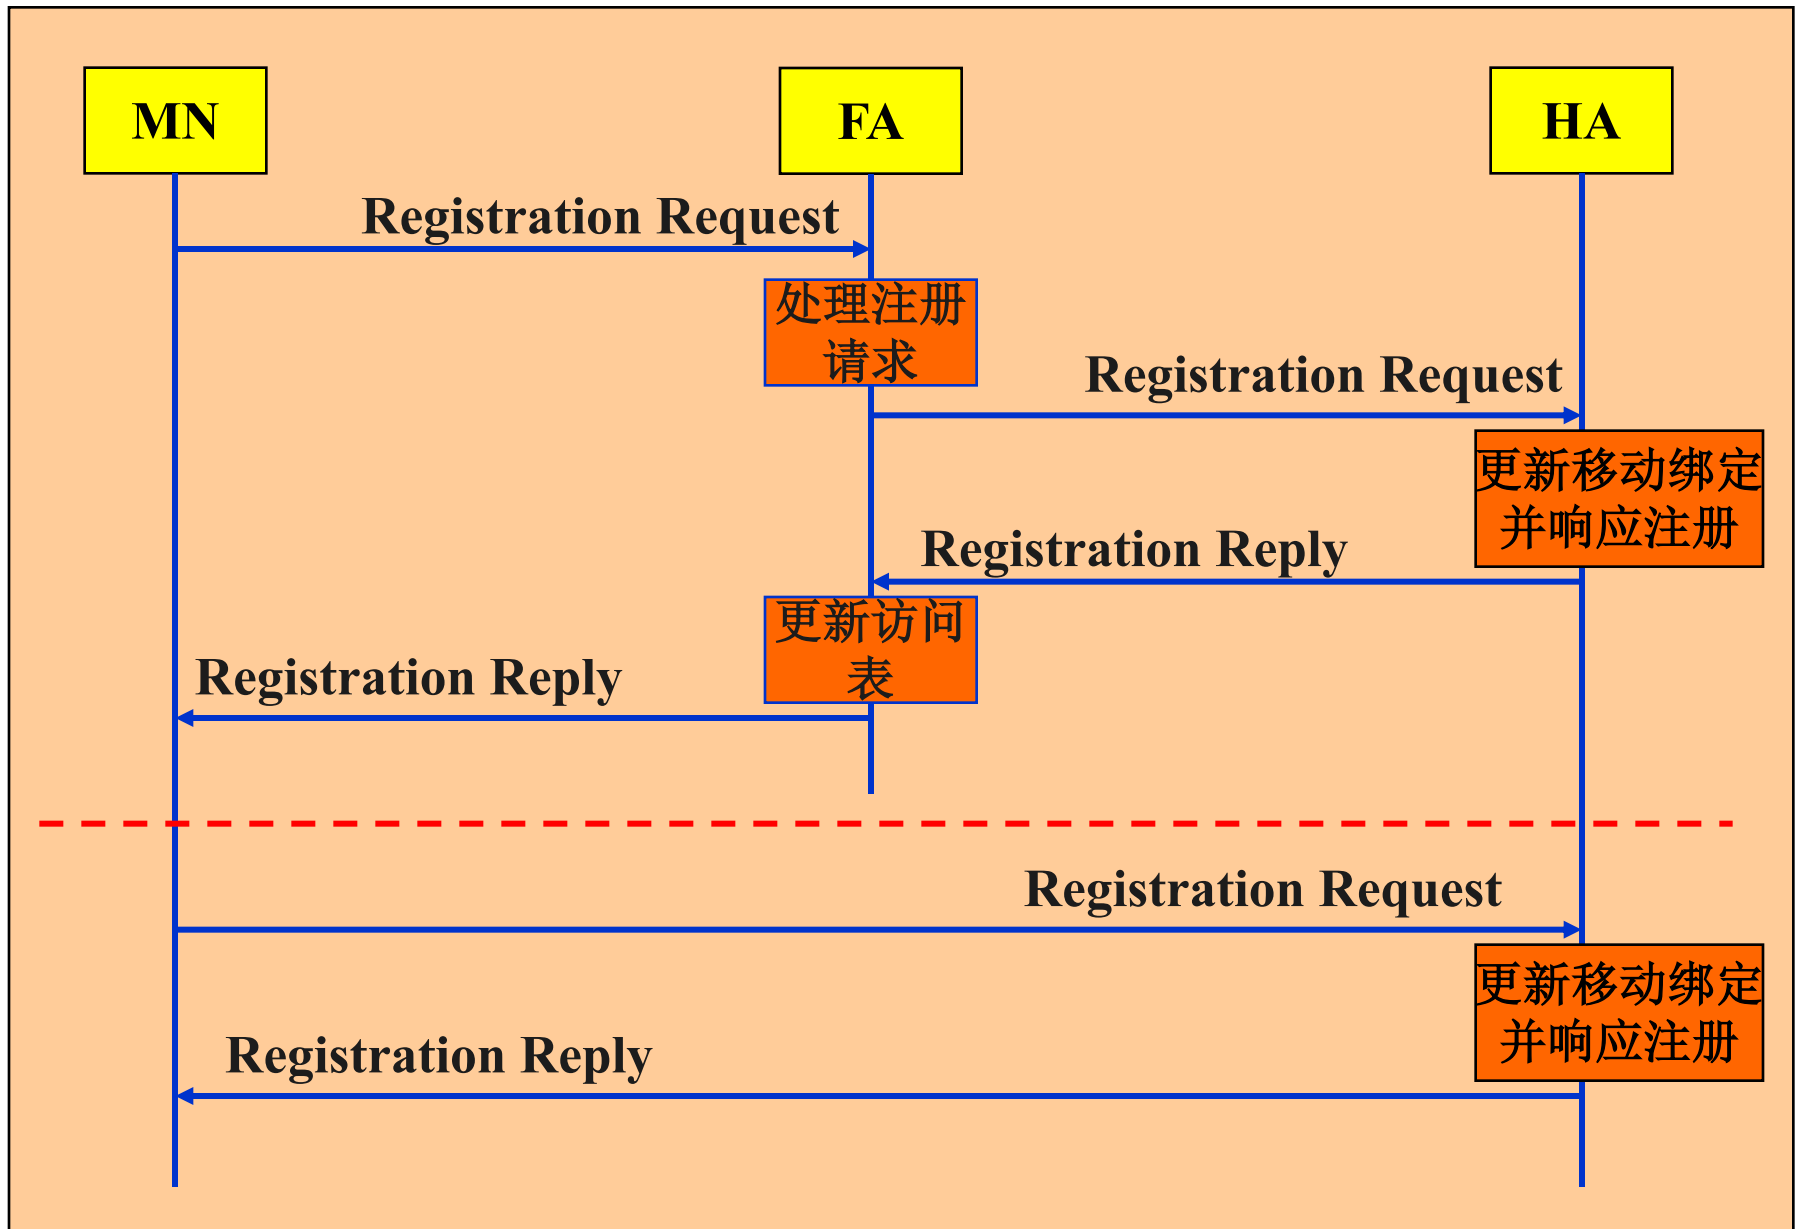 MN
FA
HA
Registration Request
处理注册
请求
Registration Request
更新移动绑定
并响应注册
Registration Reply
更新访问
表
Registration Reply
Registration Request
更新移动绑定
并响应注册
Registration Reply